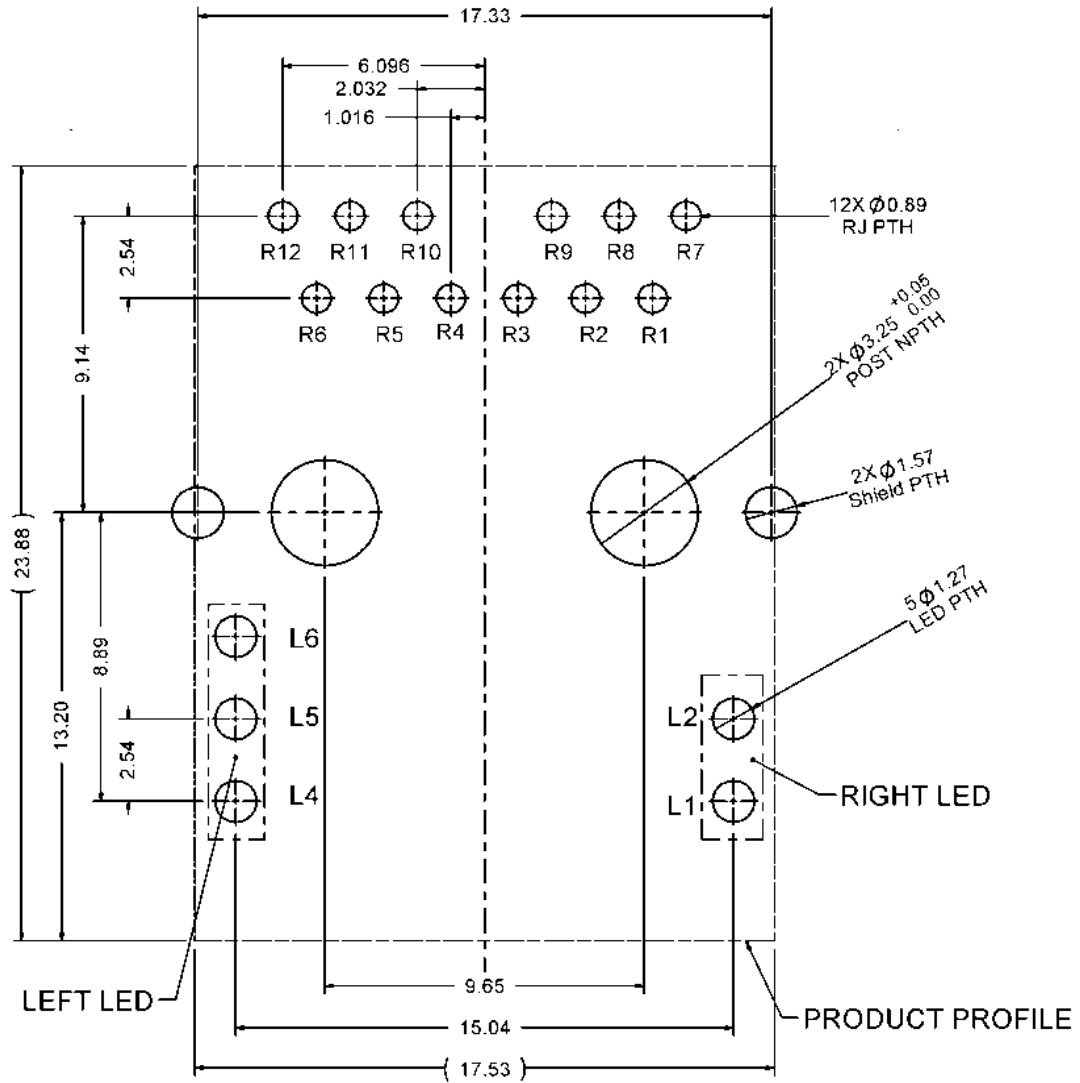 17.33
6.096
2.032
1.016
12X Ø0.89
RJ PTH
R12 R11 R10 R9 R8 R7
2.54
R6 R5 R4 R3 R2 R1
9.14
+0.05
2X Ø3.25 0.00
POST NPTH
2X Ø1.57
Shield PTH
( 23.88 )
5 Ø1.27
LED PTH
L6
8.89
13.20
L5 L2
2.54
L4 L1
RIGHT LED
9.65
LEFT LED
15.04
PRODUCT PROFILE
( 17.53 )